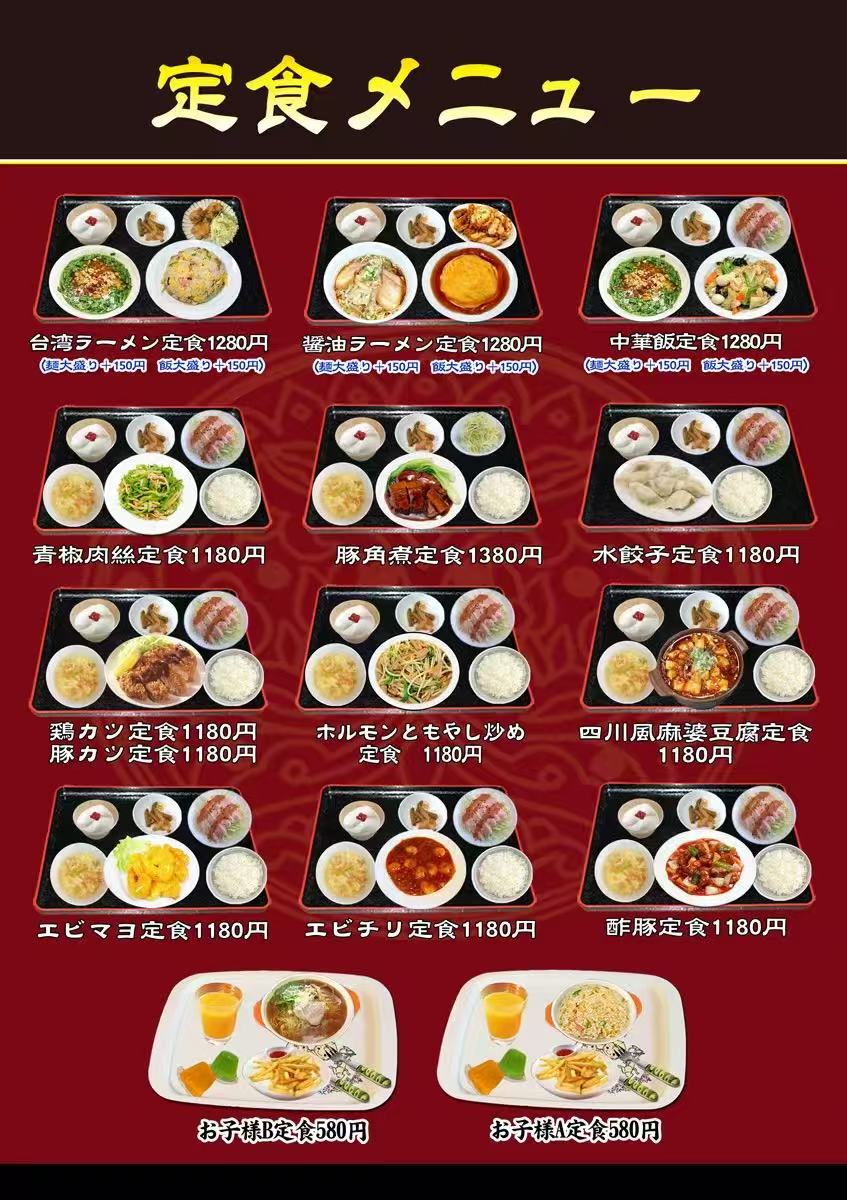 定食メニュー
台湾ラーメン定食1280円
(麺大盛り+150円 飯大盛り+150円)
醤油ラーメン定食1280円
(麺大盛り+150円 飯大盛り+150円)
中華飯定食1280円
(麺大盛り+150円 飯大盛り+150円)
青椒肉絲定食1180円
豚角煮定食1380円
水餃子定食1180円
鶏カツ定食1180円
豚カツ定食1180円
ホルモンともやし炒め
定食 1180円
四川風麻婆豆腐定食
1180円
エビマヨ定食1180円
エビチリ定食1180円
酢豚定食1180円
お子様B定食580円
お子様A定食580円